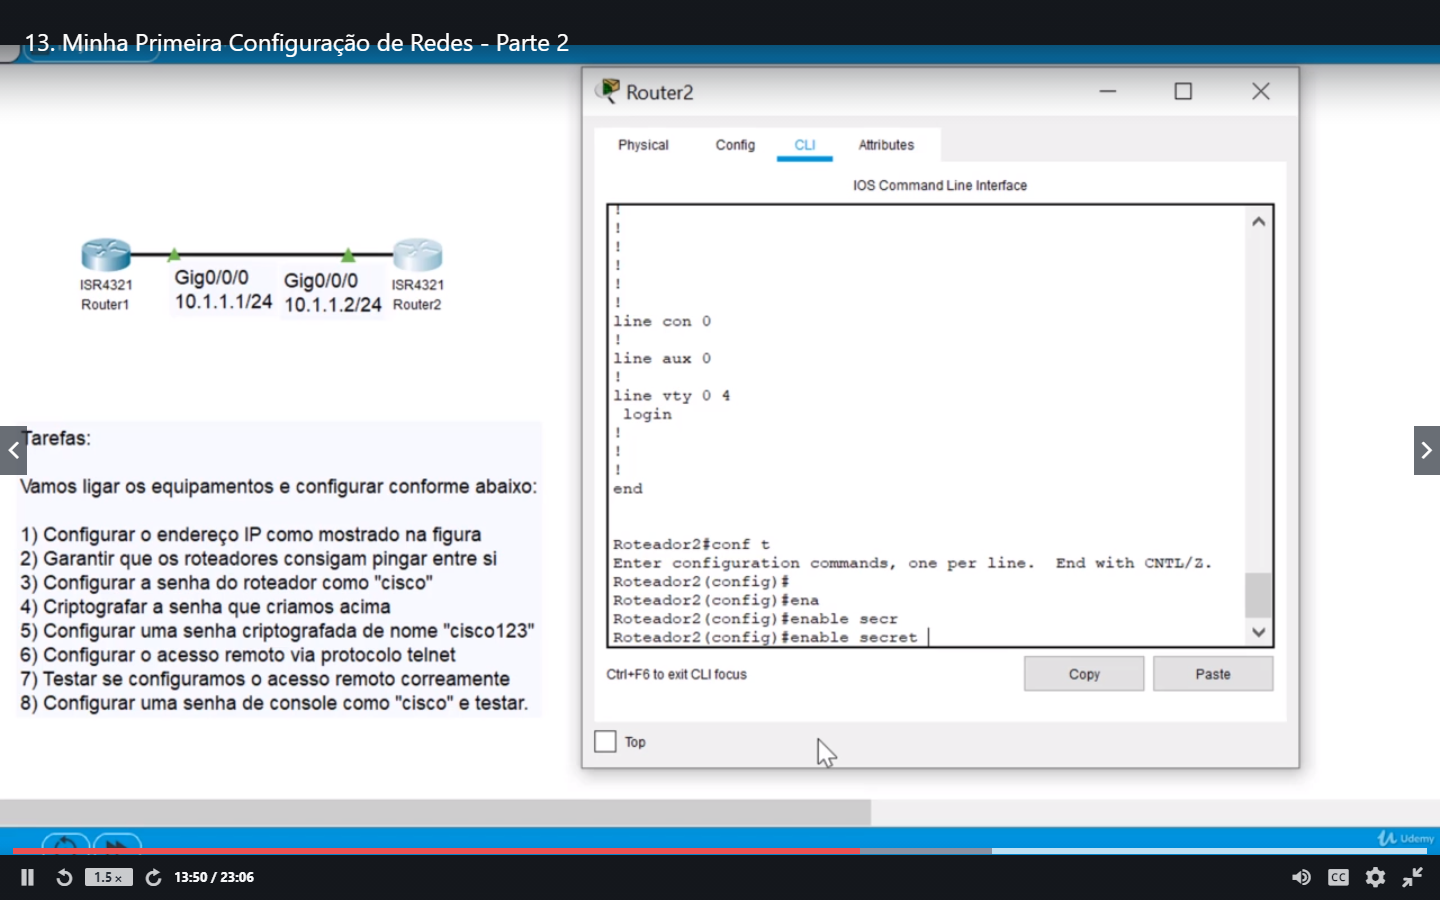 13. Minha Primeira Configuração de Redes - Parte 2
Router2
Physical
Config
CLI
Attributes
IOS Command Line Interface
!
!
!
!
!
!
line con 0
!
line aux 0
!
line vty 0 4
login
!
!
!
end
Roteador2#conf t
Enter configuration commands, one per line. End with CNTL/Z.
Roteador2(config)#
Roteador2(config)#ena
Roteador2(config)#enable secr
Roteador2(config)#enable secret
Ctrl+F6 to exit CLI focus
Copy
Paste
Top
ISR4321
Router1
Gig0/0/0
10.1.1.1/24
Gig0/0/0
10.1.1.2/24
ISR4321
Router2
Tarefas:
Vamos ligar os equipamentos e configurar conforme abaixo:
1) Configurar o endereço IP como mostrado na figura
2) Garantir que os roteadores consigam pingar entre si
3) Configurar a senha do roteador como "cisco"
4) Criptografar a senha que criamos acima
5) Configurar uma senha criptografada de nome "cisco123"
6) Configurar o acesso remoto via protocolo telnet
7) Testar se configuramos o acesso remoto correamente
8) Configurar uma senha de console como "cisco" e testar.
Udemy
1.5×
13:50 / 23:06
CC